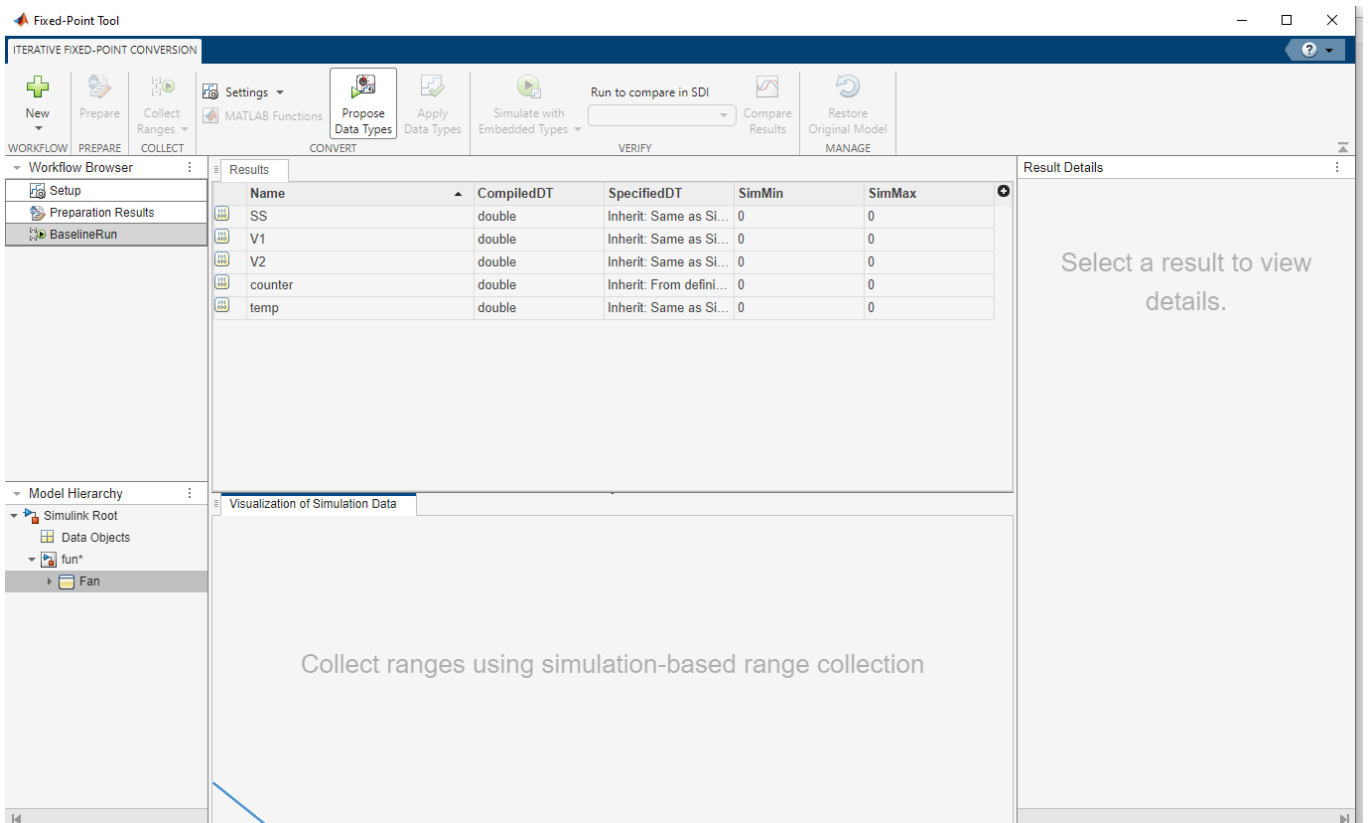 Fixed-Point Tool
ITERATIVE FIXED-POINT CONVERSION
?
New
Prepare
Collect
Ranges
Settings
MATLAB Functions
Propose
Data Types
Apply
Data Types
Simulate with
Embedded Types
Run to compare in SDI
Compare
Results
Restore
Original Model
WORKFLOW PREPARE COLLECT CONVERT VERIFY MANAGE
Workflow Browser
Setup
Preparation Results
BaselineRun
Results
Name CompiledDT SpecifiedDT SimMin SimMax
SS double Inherit: Same as Si... 0 0
V1 double Inherit: Same as Si... 0 0
V2 double Inherit: Same as Si... 0 0
counter double Inherit: From defini... 0 0
temp double Inherit: Same as Si... 0 0
Result Details
Select a result to view
details.
Model Hierarchy
Simulink Root
Data Objects
fun*
Fan
Visualization of Simulation Data
Collect ranges using simulation-based range collection